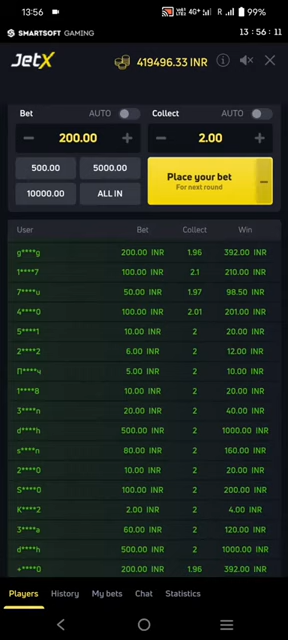 13:56 4G+ R 99%
SMARTSOFT GAMING 13 : 56 : 11
JetX 419496.33 INR
Bet AUTO Collect AUTO
− 200.00 + − 2.00 +
500.00 5000.00 Place your bet
10000.00 ALL IN For next round
User Bet Collect Win
g****g 200.00 INR 1.96 392.00 INR
1****7 100.00 INR 2.1 210.00 INR
7****u 50.00 INR 1.97 98.50 INR
4****0 100.00 INR 2.01 201.00 INR
5****1 10.00 INR 2 20.00 INR
2****2 6.00 INR 2 12.00 INR
П****ч 5.00 INR 2 10.00 INR
1****8 10.00 INR 2 20.00 INR
3****n 20.00 INR 2 40.00 INR
d****h 500.00 INR 2 1000.00 INR
s****n 80.00 INR 2 160.00 INR
2****0 10.00 INR 2 20.00 INR
S****0 100.00 INR 2 200.00 INR
K****2 2.00 INR 2 4.00 INR
3****a 60.00 INR 2 120.00 INR
d****h 500.00 INR 2 1000.00 INR
+****0 200.00 INR 1.96 392.00 INR
Players History My bets Chat Statistics